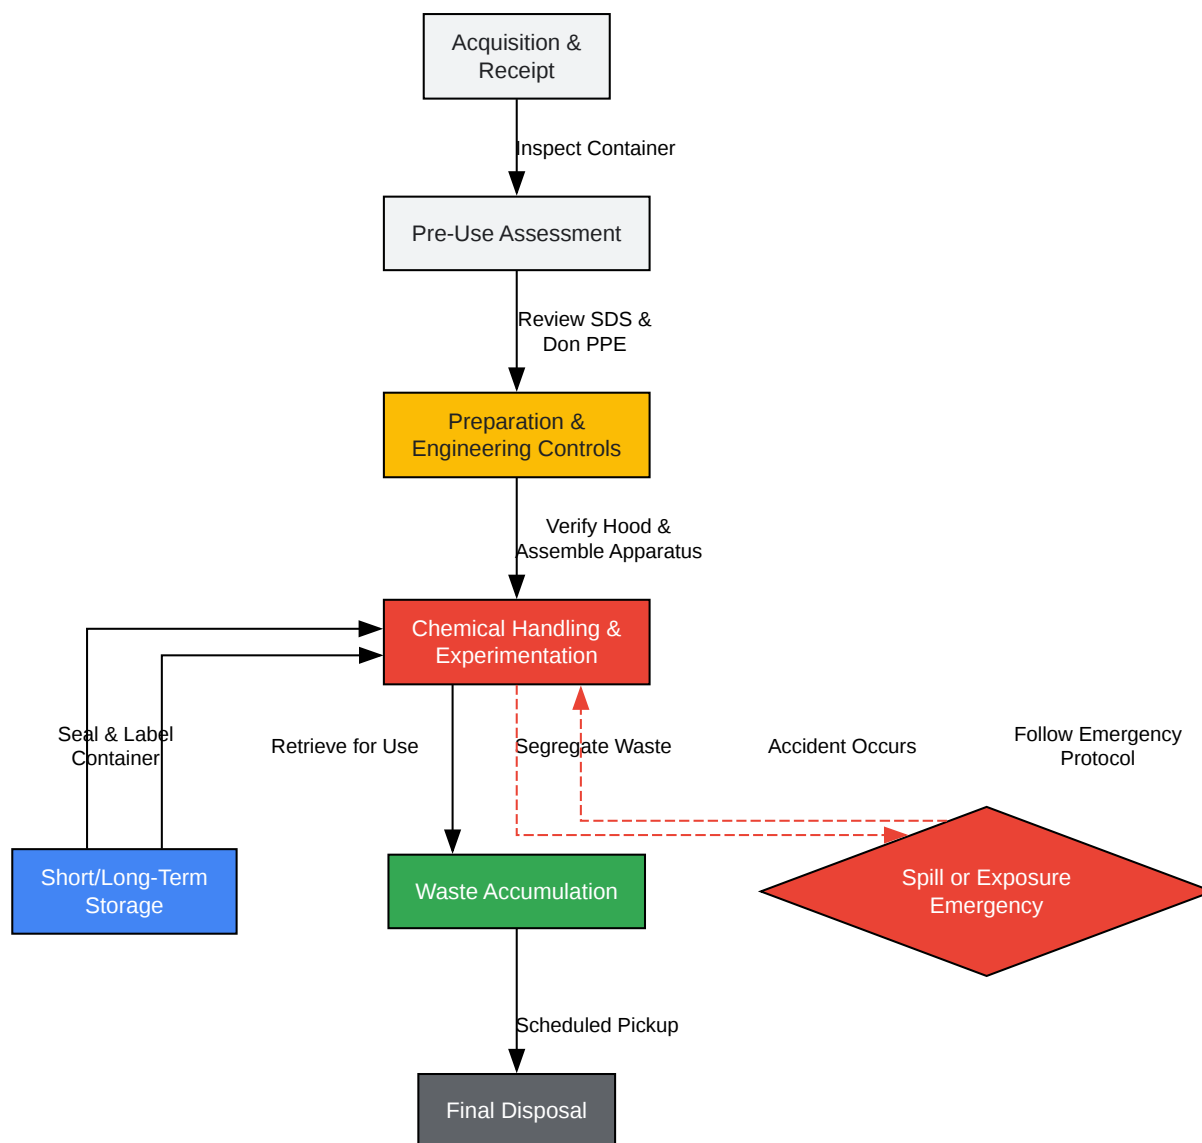 Acquisition &
Receipt
Inspect Container
Pre-Use Assessment
Review SDS &
Don PPE
Preparation &
Engineering Controls
Verify Hood &
Assemble Apparatus
Chemical Handling &
Experimentation
Seal & Label
Container
Retrieve for Use
Segregate Waste
Accident Occurs
Follow Emergency
Protocol
Short/Long-Term
Storage
Waste Accumulation
Spill or Exposure
Emergency
Scheduled Pickup
Final Disposal